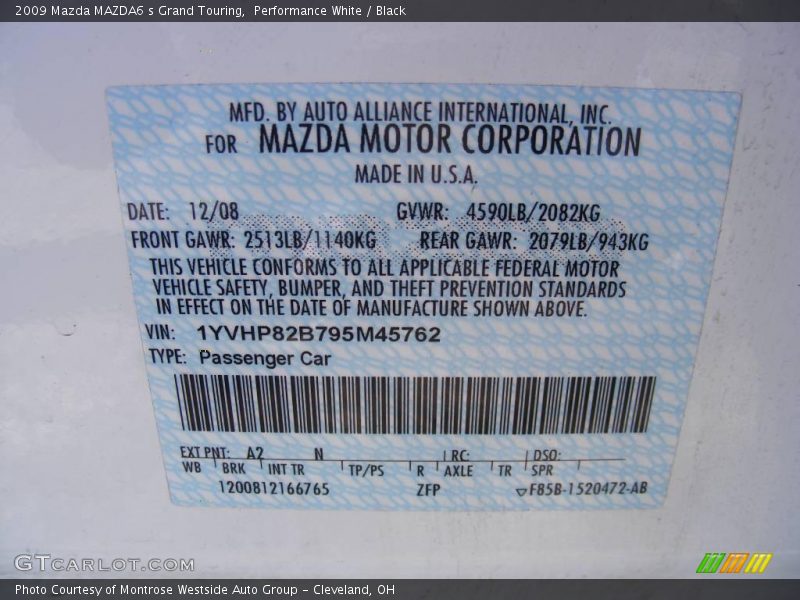 2009 Mazda MAZDA6 s Grand Touring,  Performance White / Black
MFD. BY AUTO ALLIANCE INTERNATIONAL, INC.
FOR MAZDA MOTOR CORPORATION
MADE IN U.S.A.
DATE: 12/08 GVWR: 4590LB/2082KG
FRONT GAWR: 2513LB/1140KG REAR GAWR: 2079LB/943KG
THIS VEHICLE CONFORMS TO ALL APPLICABLE FEDERAL MOTOR
VEHICLE SAFETY, BUMPER, AND THEFT PREVENTION STANDARDS
IN EFFECT ON THE DATE OF MANUFACTURE SHOWN ABOVE.
VIN: 1YVHP82B795M45762
TYPE: Passenger Car
EXT PNT: A2 N RC: DSO:
WB BRK INT TR TP/PS R AXLE TR SPR
1200812166765 ZFP F85B-1520472-AB
GTCARLOT.COM
Photo Courtesy of Montrose Westside Auto Group - Cleveland, OH